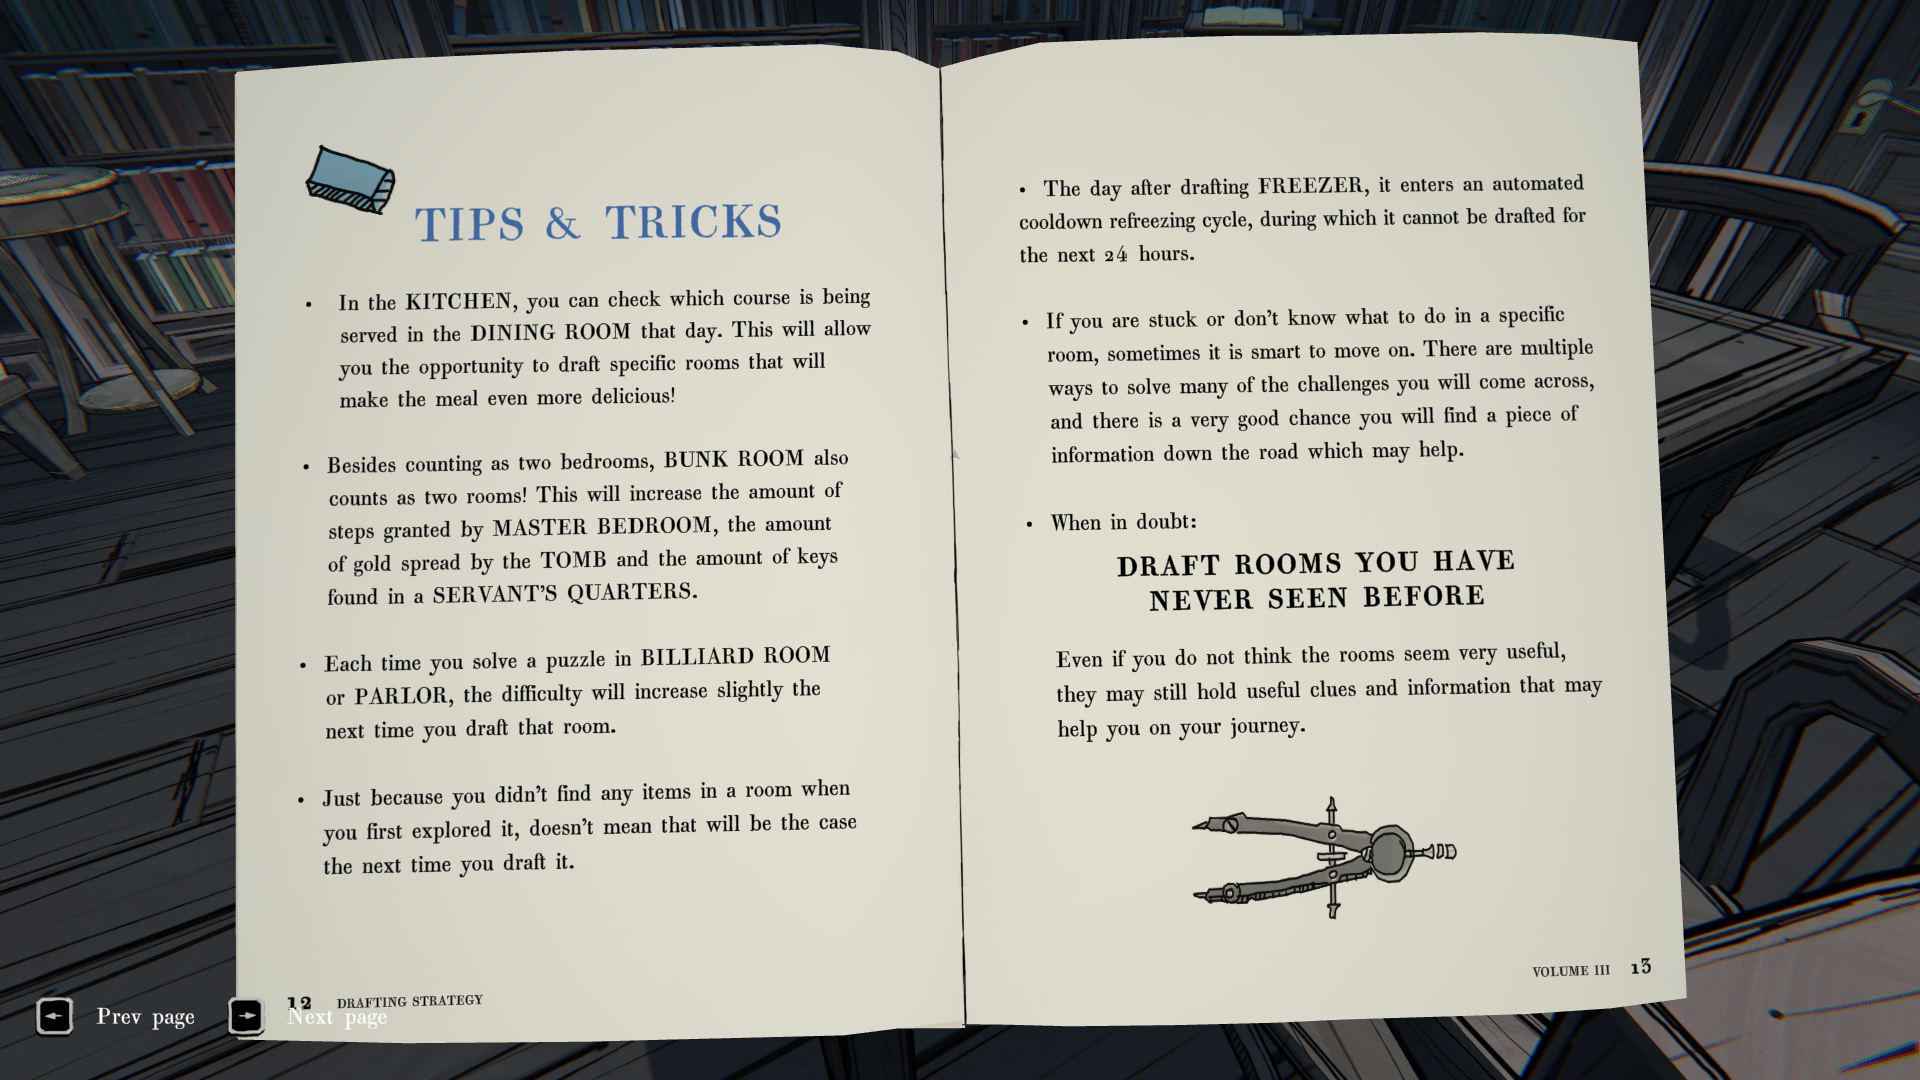 TIPS & TRICKS
• In the KITCHEN, you can check which course is being
served in the DINING ROOM that day. This will allow
you the opportunity to draft specific rooms that will
make the meal even more delicious!
• Besides counting as two bedrooms, BUNK ROOM also
counts as two rooms! This will increase the amount of
steps granted by MASTER BEDROOM, the amount
of gold spread by the TOMB and the amount of keys
found in a SERVANT'S QUARTERS.
• Each time you solve a puzzle in BILLIARD ROOM
or PARLOR, the difficulty will increase slightly the
next time you draft that room.
• Just because you didn't find any items in a room when
you first explored it, doesn't mean that will be the case
the next time you draft it.
12 DRAFTING STRATEGY
• The day after drafting FREEZER, it enters an automated
cooldown refreezing cycle, during which it cannot be drafted for
the next 24 hours.
• If you are stuck or don't know what to do in a specific
room, sometimes it is smart to move on. There are multiple
ways to solve many of the challenges you will come across,
and there is a very good chance you will find a piece of
information down the road which may help.
• When in doubt:
DRAFT ROOMS YOU HAVE
NEVER SEEN BEFORE
Even if you do not think the rooms seem very useful,
they may still hold useful clues and information that may
help you on your journey.
VOLUME III 13
Prev page
Next page